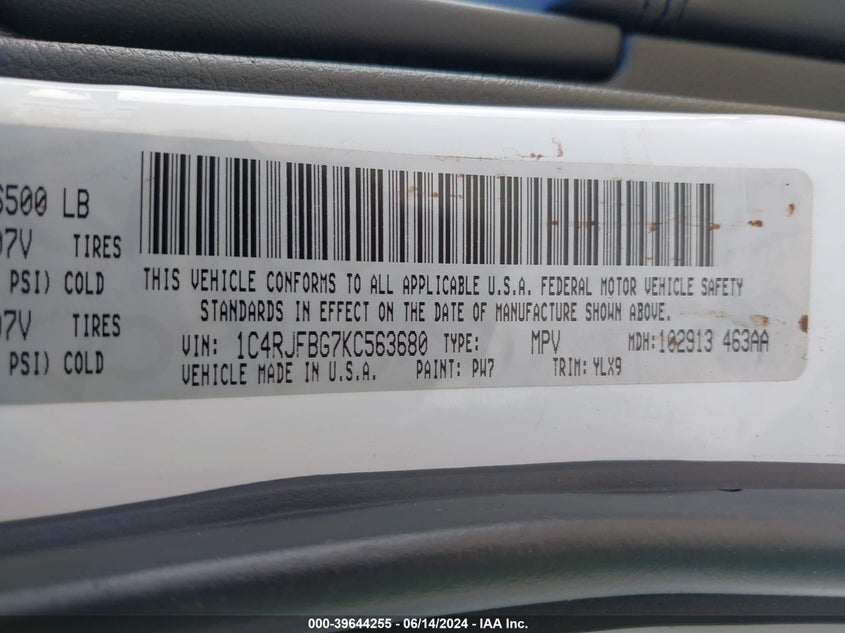 6500 LB
07V TIRES
PSI) COLD
07V TIRES
PSI) COLD
THIS VEHICLE CONFORMS TO ALL APPLICABLE U.S.A. FEDERAL MOTOR VEHICLE SAFETY
STANDARDS IN EFFECT ON THE DATE OF MANUFACTURE SHOWN ABOVE.
VIN: 1C4RJFBG7KC563680 TYPE: MPV MDH:102913 463AA
VEHICLE MADE IN U.S.A. PAINT: PW7 TRIM: YLX9
000-39644255 - 06/14/2024 - IAA Inc.